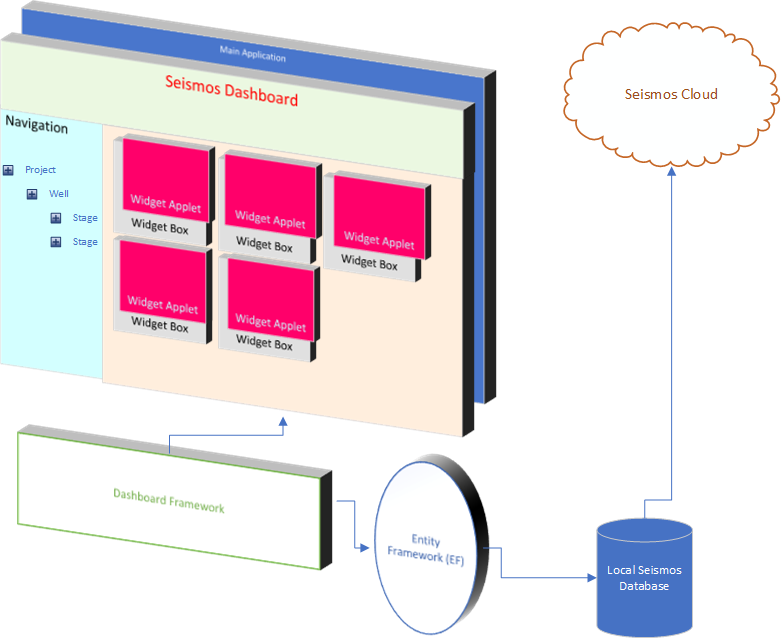 Main Application
Seismos Dashboard
Seismos Cloud
Navigation
Project
Well
Stage
Stage
Widget Applet
Widget Box
Widget Applet
Widget Box
Widget Applet
Widget Box
Widget Applet
Widget Box
Widget Applet
Widget Box
Dashboard Framework
Entity
Framework (EF)
Local Seismos
Database